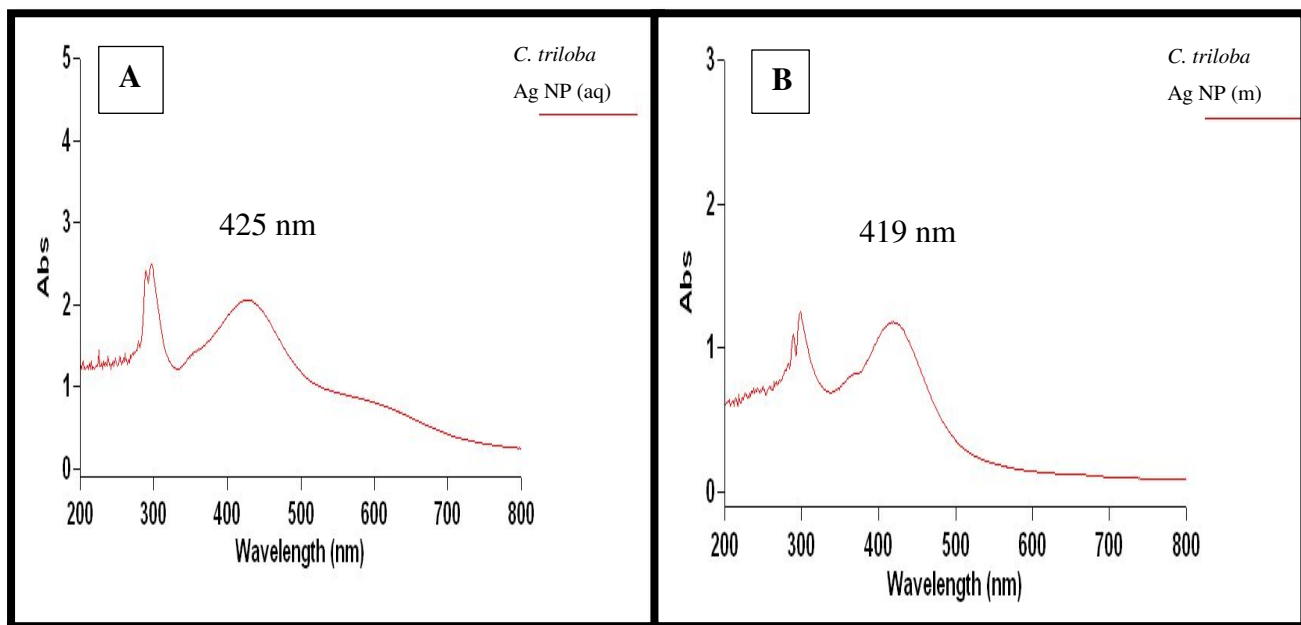 A
C. triloba
Ag NP (aq)
5
4
3
2
1
0
Abs
425 nm
200 300 400 500 600 700 800
Wavelength (nm)
B
C. triloba
Ag NP (m)
3
2
1
0
Abs
419 nm
200 300 400 500 600 700 800
Wavelength (nm)